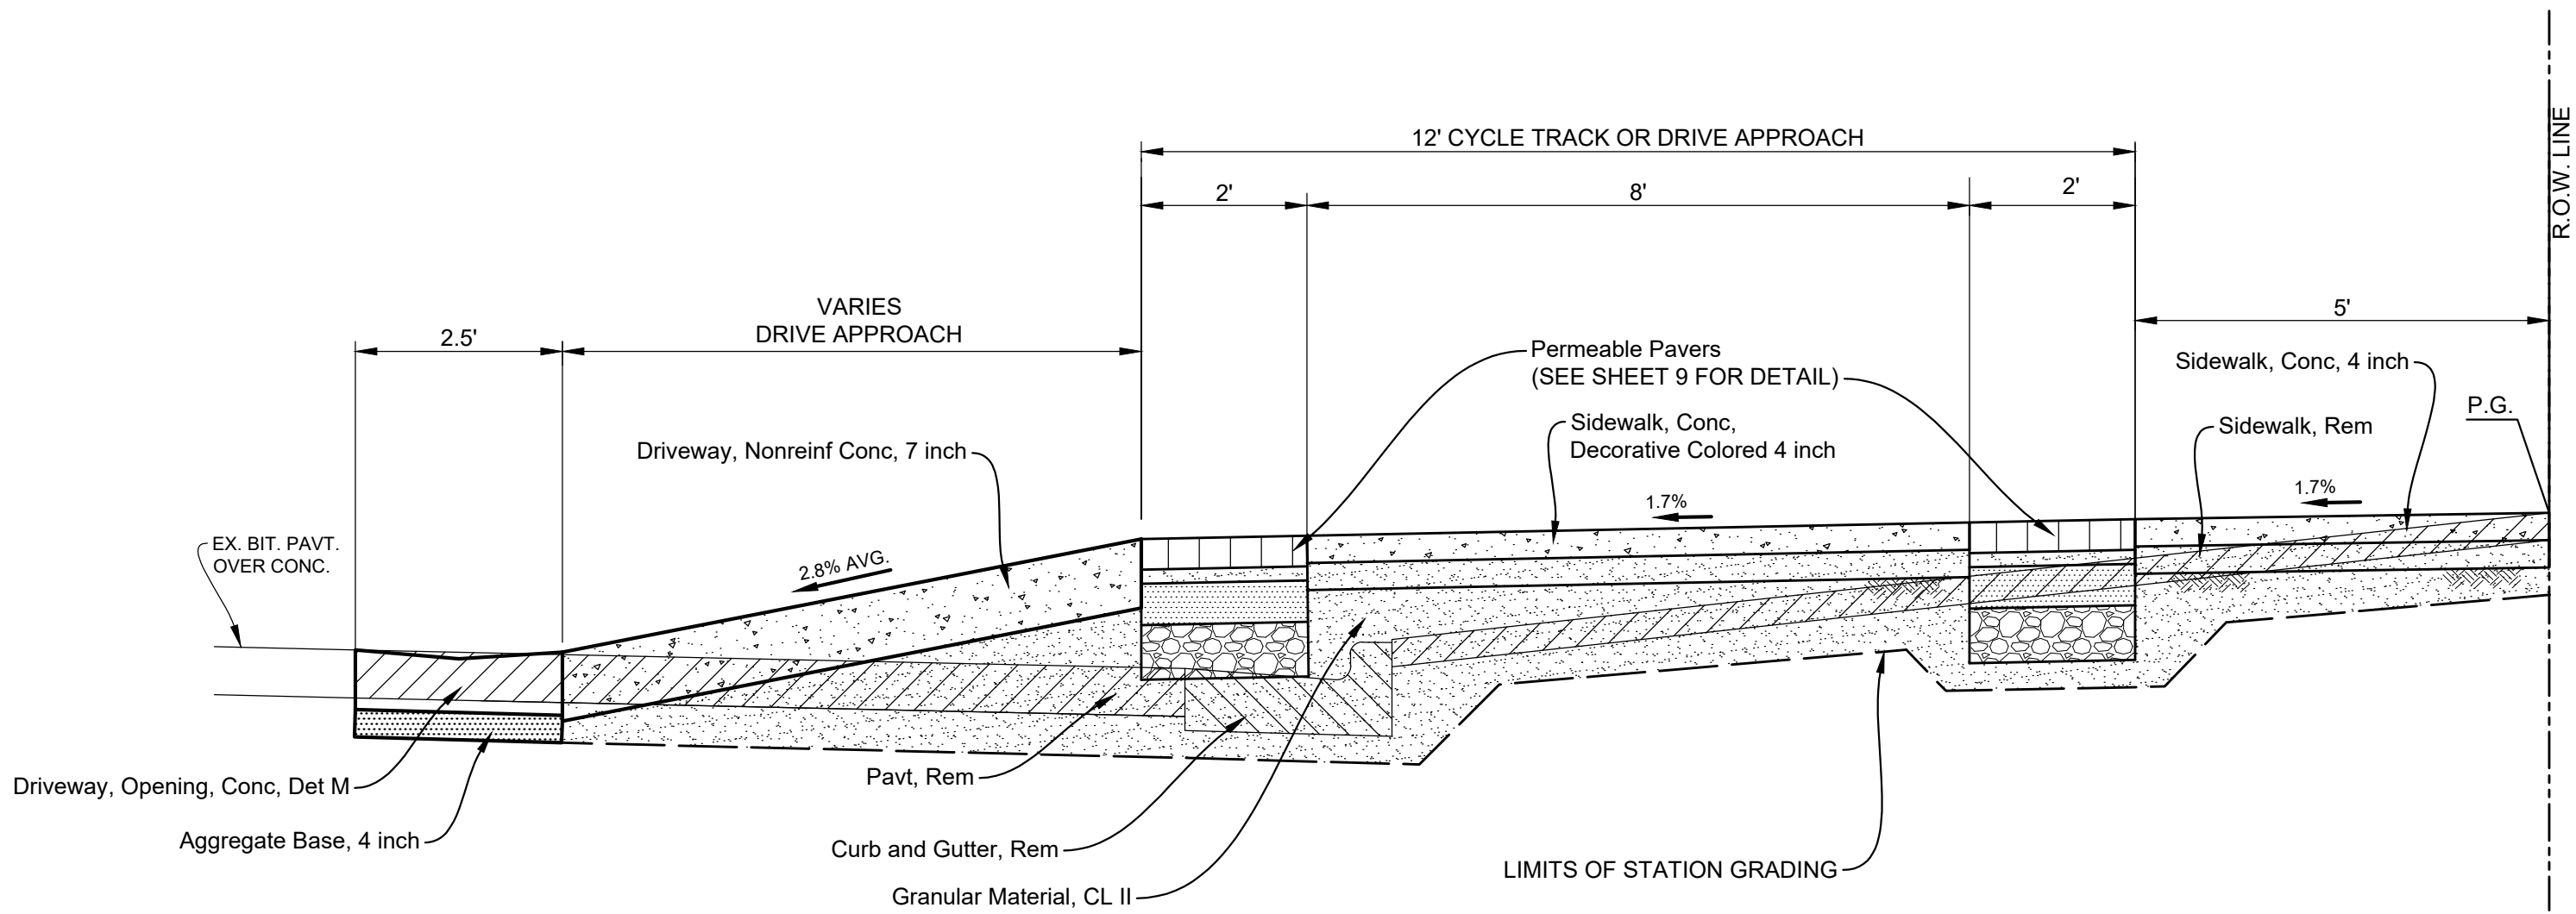 12' CYCLE TRACK OR DRIVE APPROACH
R.O.W. LINE
2'
8'
2'
VARIES
DRIVE APPROACH
2.5'
5'
Permeable Pavers
(SEE SHEET 9 FOR DETAIL)
Sidewalk, Conc, 4 inch
P.G.
Sidewalk, Conc,
Decorative Colored 4 inch
Sidewalk, Rem
Driveway, Nonreinf Conc, 7 inch
1.7%
1.7%
EX. BIT. PAVT.
OVER CONC.
2.8% AVG.
Pavt, Rem
Driveway, Opening, Conc, Det M
Aggregate Base, 4 inch
Curb and Gutter, Rem
LIMITS OF STATION GRADING
Granular Material, CL II